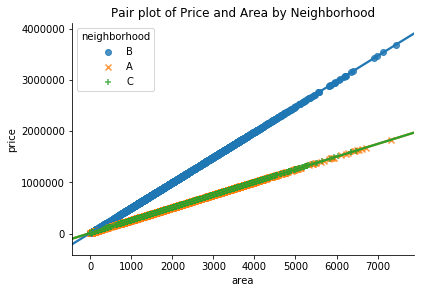 Pair plot of Price and Area by Neighborhood
4000000
3000000
2000000
1000000
0
price
neighborhood
B
A
C
0 1000 2000 3000 4000 5000 6000 7000
area